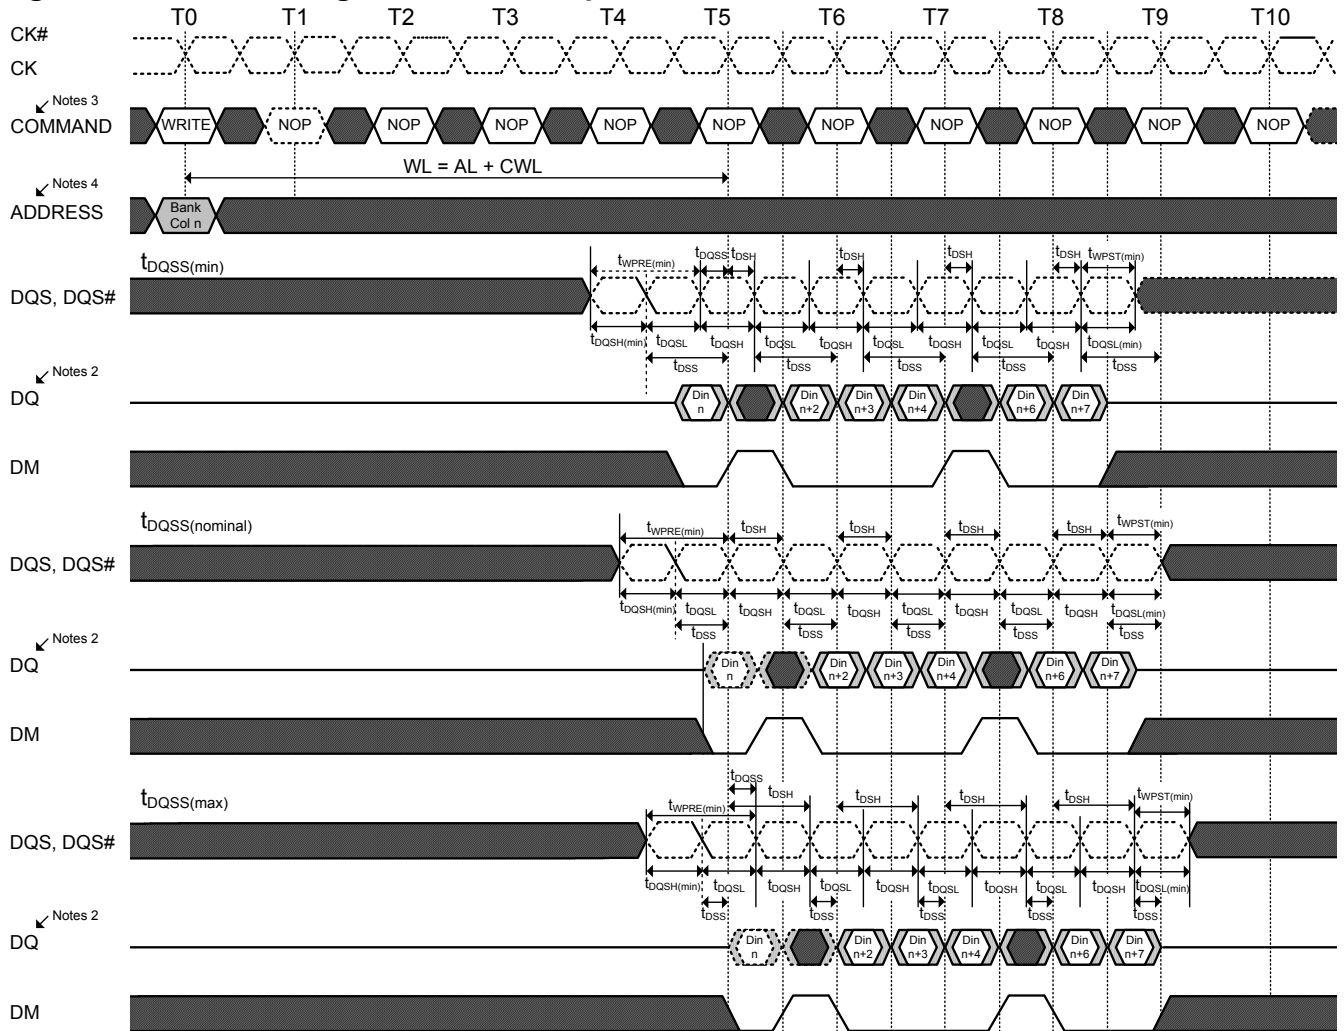 T0 T1 T2 T3 T4 T5 T6 T7 T8 T9 T10
CK#
CK
Notes 3
COMMAND
WRITE NOP NOP NOP NOP NOP NOP NOP NOP NOP NOP
WL = AL + CWL
Notes 4
ADDRESS
Bank
Col n
tDQSS(min)
tWPRE(min) tDQSS tDSH tDSH tDSH tDSH tWPST(min)
DQS, DQS#
tDQSH(min) tDQSL tDQSH tDQSL tDQSH tDQSL tDQSH tDQSL tDQSH tDQSL(min)
tDSS tDSS tDSS tDSS tDSS
Notes 2
DQ
Din n Din n+2 Din n+3 Din n+4 Din n+6 Din n+7
DM
tDQSS(nominal)
tWPRE(min) tDSH tDSH tDSH tDSH tWPST(min)
DQS, DQS#
tDQSH(min) tDQSL tDQSH tDQSL tDQSH tDQSL tDQSH tDQSL tDQSH tDQSL(min)
tDSS tDSS tDSS tDSS tDSS
Notes 2
DQ
Din n Din n+2 Din n+3 Din n+4 Din n+6 Din n+7
DM
tDQSS
tDQSS(max)
tWPRE(min) tDSH tDSH tDSH tDSH tWPST(min)
DQS, DQS#
tDQSH(min) tDQSL tDQSH tDQSL tDQSH tDQSL tDQSH tDQSL tDQSH tDQSL(min)
tDSS tDSS tDSS tDSS tDSS
Notes 2
DQ
Din n Din n+2 Din n+3 Din n+4 Din n+6 Din n+7
DM